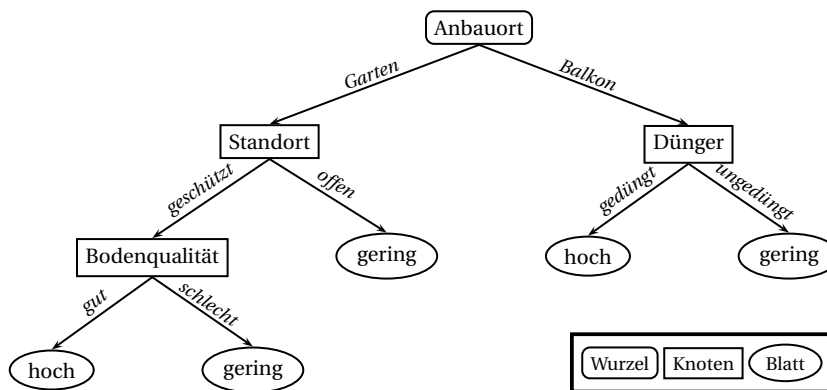 Anbauort
Garten
Balkon
Standort
Dünger
geschützt
offen
gedüngt
ungedüngt
Bodenqualität
gering
hoch
gering
gut
schlecht
hoch
gering
Wurzel Knoten Blatt